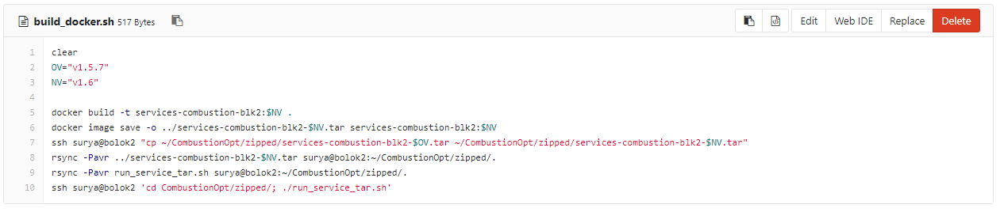 build_docker.sh 517 Bytes
Edit Web IDE Replace Delete
1 clear
2 OV="v1.5.7"
3 NV="v1.6"
4
5 docker build -t services-combustion-blk2:$NV .
6 docker image save -o ../services-combustion-blk2-$NV.tar services-combustion-blk2:$NV
7 ssh surya@bolok2 "cp ~/CombustionOpt/zipped/services-combustion-blk2-$OV.tar ~/CombustionOpt/zipped/services-combustion-blk2-$NV.tar"
8 rsync -Pavr ../services-combustion-blk2-$NV.tar surya@bolok2:~/CombustionOpt/zipped/.
9 rsync -Pavr run_service_tar.sh surya@bolok2:~/CombustionOpt/zipped/.
10 ssh surya@bolok2 'cd CombustionOpt/zipped/; ./run_service_tar.sh'